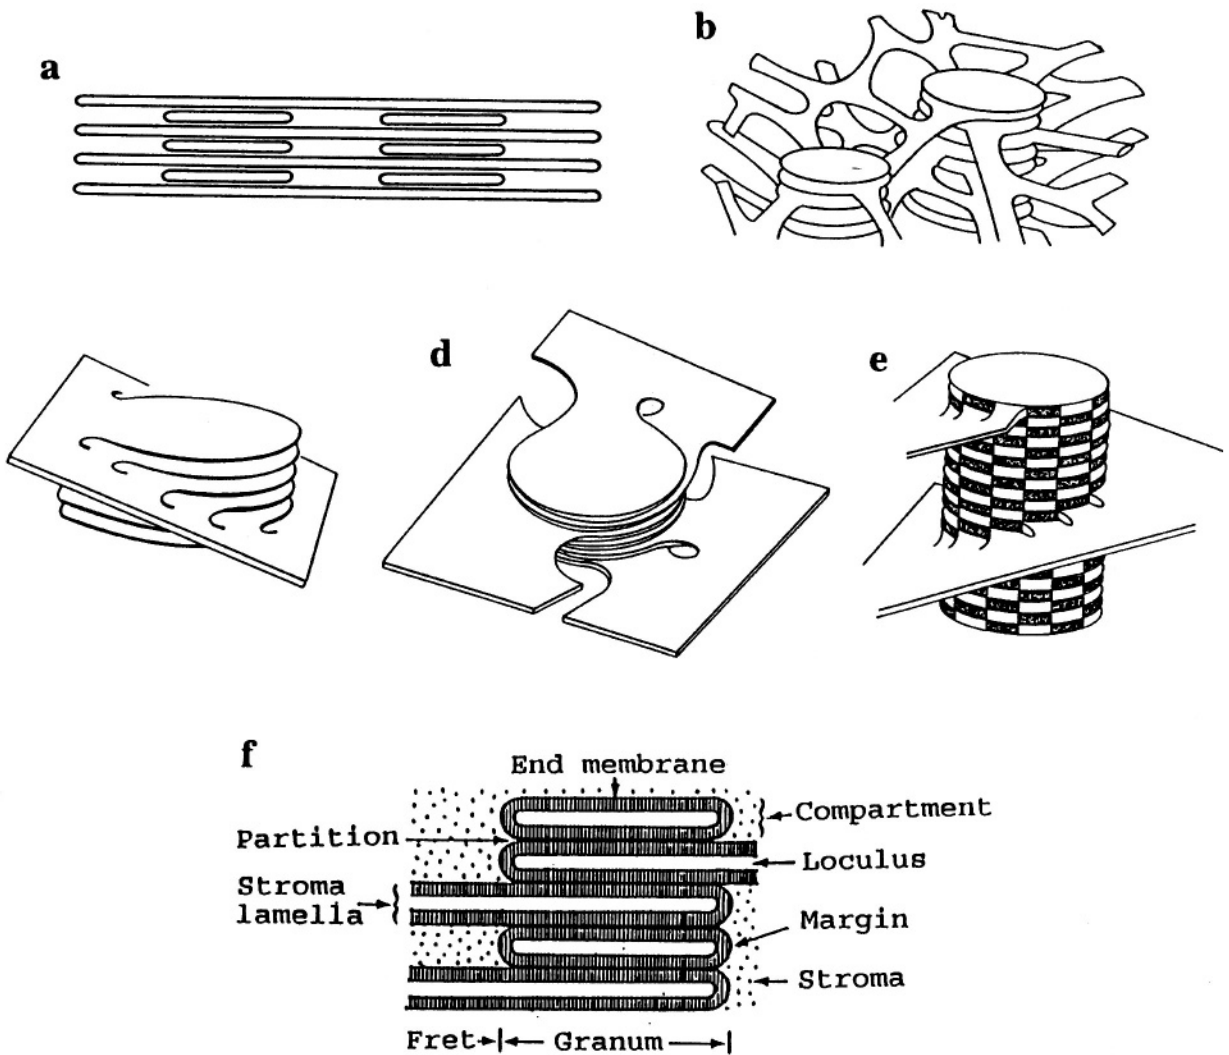 a
b
d
e
f
End membrane
Compartment
Partition
Loculus
Stroma
lamella
Margin
Stroma
Fret
Granum